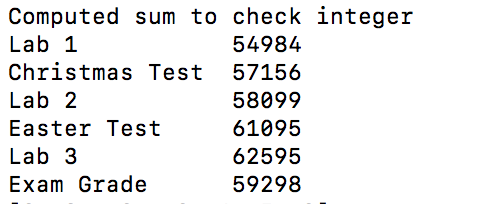 Computed sum to check integer
Lab 1 54984
Christmas Test 57156
Lab 2 58099
Easter Test 61095
Lab 3 62595
Exam Grade 59298